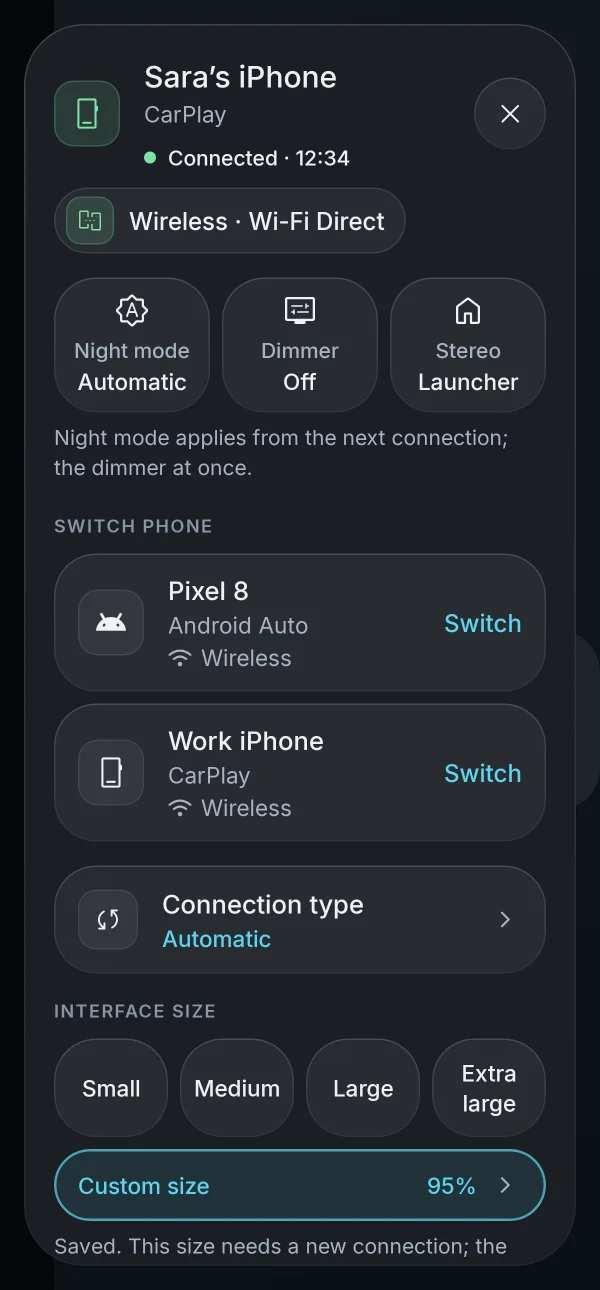 Sara’s iPhone
CarPlay
Connected · 12:34
Wireless · Wi-Fi Direct
Night mode
Automatic
Dimmer
Off
Stereo
Launcher
Night mode applies from the next connection;
the dimmer at once.
SWITCH PHONE
Pixel 8
Android Auto
Wireless
Switch
Work iPhone
CarPlay
Wireless
Switch
Connection type
Automatic
INTERFACE SIZE
Small
Medium
Large
Extra
large
Custom size 95%
Saved. This size needs a new connection; the